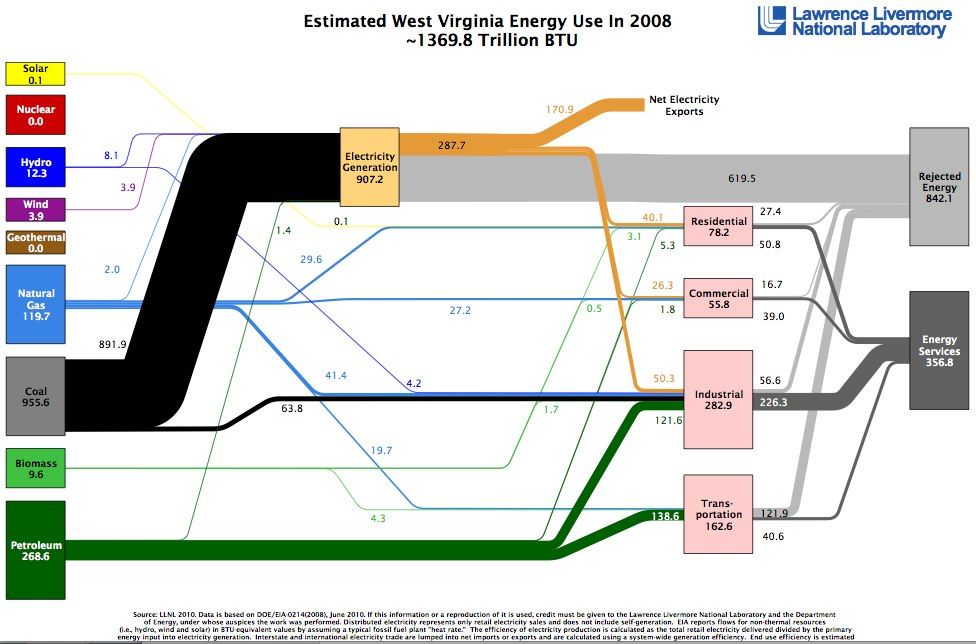 Estimated West Virginia Energy Use In 2008
~1369.8 Trillion BTU
Lawrence Livermore
National Laboratory
Solar
0.1
Nuclear
0.0
Hydro
12.3
Wind
3.9
Geothermal
0.0
Natural
Gas
119.7
Coal
955.6
Biomass
9.6
Petroleum
268.6
8.1
3.9
2.0
891.9
Electricity
Generation
907.2
287.7
170.9
Net Electricity
Exports
619.5
0.1
1.4
29.6
27.2
41.4
4.2
63.8
19.7
4.3
1.7
0.5
40.1
3.1
5.3
26.3
1.8
50.3
121.6
138.6
Residential
78.2
Commercial
55.8
Industrial
282.9
Trans-
portation
162.6
27.4
50.8
16.7
39.0
56.6
226.3
121.9
40.6
Rejected
Energy
842.1
Energy
Services
356.8
Source: LLNL 2010. Data is based on DOE/EIA-0214(2008), June 2010. If this information or a reproduction of it is used, credit must be given to the Lawrence Livermore National Laboratory and the Department
of Energy, under whose auspices the work was performed. Distributed electricity represents only retail electricity sales and does not include self-generation. EIA reports flows for non-thermal resources
(i.e., hydro, wind and solar) in BTU-equivalent values by assuming a typical fossil fuel plant "heat rate." The efficiency of electricity production is calculated as the total retail electricity delivered divided by the primary
energy input into electricity generation. Interstate and international electricity trade are lumped into net imports or exports and are calculated using a system-wide generation efficiency. End use efficiency is estimated